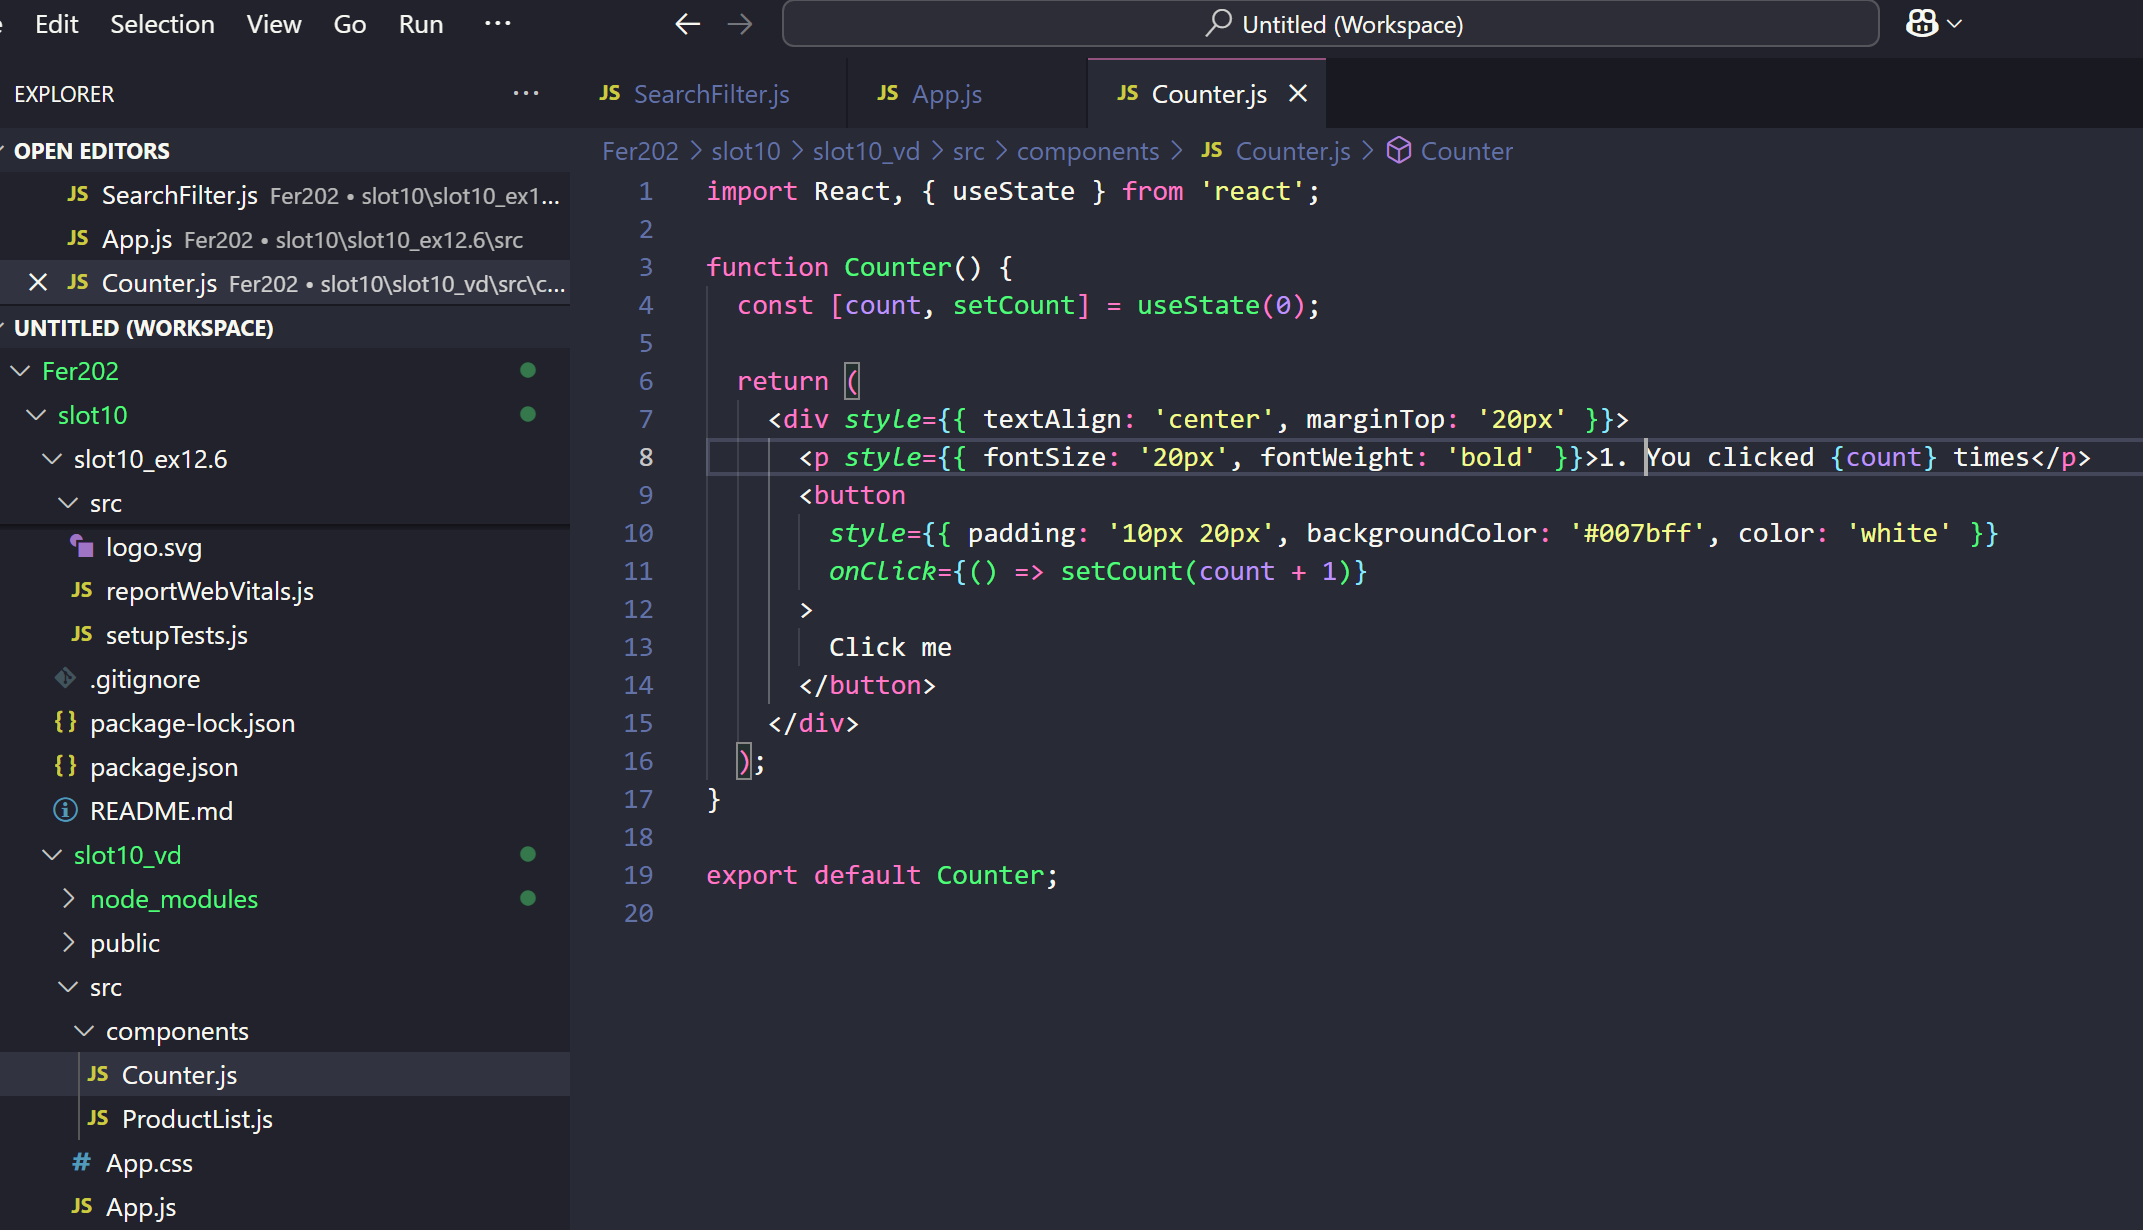 Edit Selection View Go Run ···
Untitled (Workspace)
EXPLORER ···
OPEN EDITORS
JS SearchFilter.js Fer202 • slot10\slot10_ex1...
JS App.js Fer202 • slot10\slot10_ex12.6\src
JS Counter.js Fer202 • slot10\slot10_vd\src\c...
UNTITLED (WORKSPACE)
Fer202
slot10
slot10_ex12.6
src
logo.svg
JS reportWebVitals.js
JS setupTests.js
.gitignore
{} package-lock.json
{} package.json
README.md
slot10_vd
node_modules
public
src
components
JS Counter.js
JS ProductList.js
# App.css
JS App.js
JS SearchFilter.js JS App.js JS Counter.js
Fer202 > slot10 > slot10_vd > src > components > JS Counter.js > Counter
1 import React, { useState } from 'react';
2
3 function Counter() {
4 const [count, setCount] = useState(0);
5
6 return (
7 <div style={{ textAlign: 'center', marginTop: '20px' }}>
8 <p style={{ fontSize: '20px', fontWeight: 'bold' }}>1. You clicked {count} times</p>
9 <button
10 style={{ padding: '10px 20px', backgroundColor: '#007bff', color: 'white' }}
11 onClick={() => setCount(count + 1)}
12 >
13 Click me
14 </button>
15 </div>
16 );
17 }
18
19 export default Counter;
20